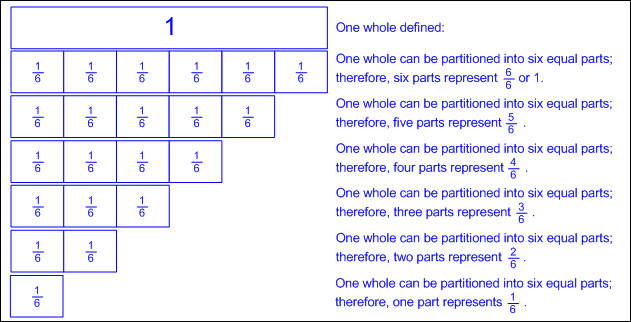 1 One whole defined:
1/6 1/6 1/6 1/6 1/6 1/6
One whole can be partitioned into six equal parts;
therefore, six parts represent 6/6 or 1.
1/6 1/6 1/6 1/6 1/6
One whole can be partitioned into six equal parts;
therefore, five parts represent 5/6 .
1/6 1/6 1/6 1/6
One whole can be partitioned into six equal parts;
therefore, four parts represent 4/6 .
1/6 1/6 1/6
One whole can be partitioned into six equal parts;
therefore, three parts represent 3/6 .
1/6 1/6
One whole can be partitioned into six equal parts;
therefore, two parts represent 2/6 .
1/6
One whole can be partitioned into six equal parts;
therefore, one part represents 1/6 .